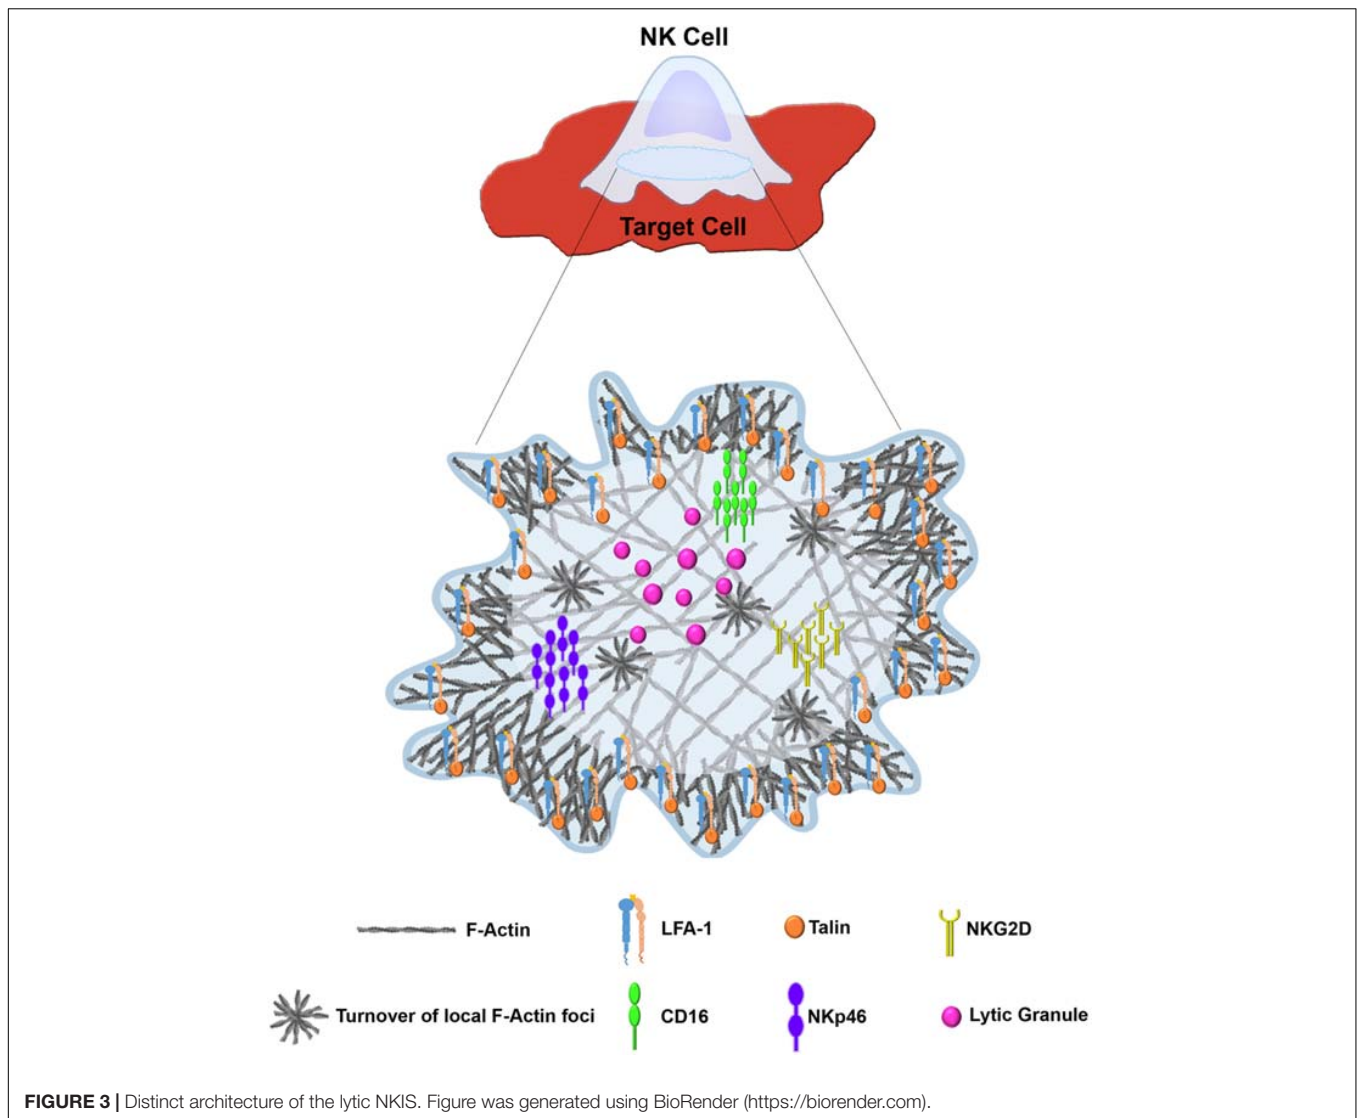 NK Cell
Target Cell
F-Actin
LFA-1
Talin
NKG2D
Turnover of local F-Actin foci
CD16
NKp46
Lytic Granule
FIGURE 3 | Distinct architecture of the lytic NKIS. Figure was generated using BioRender (https://biorender.com).